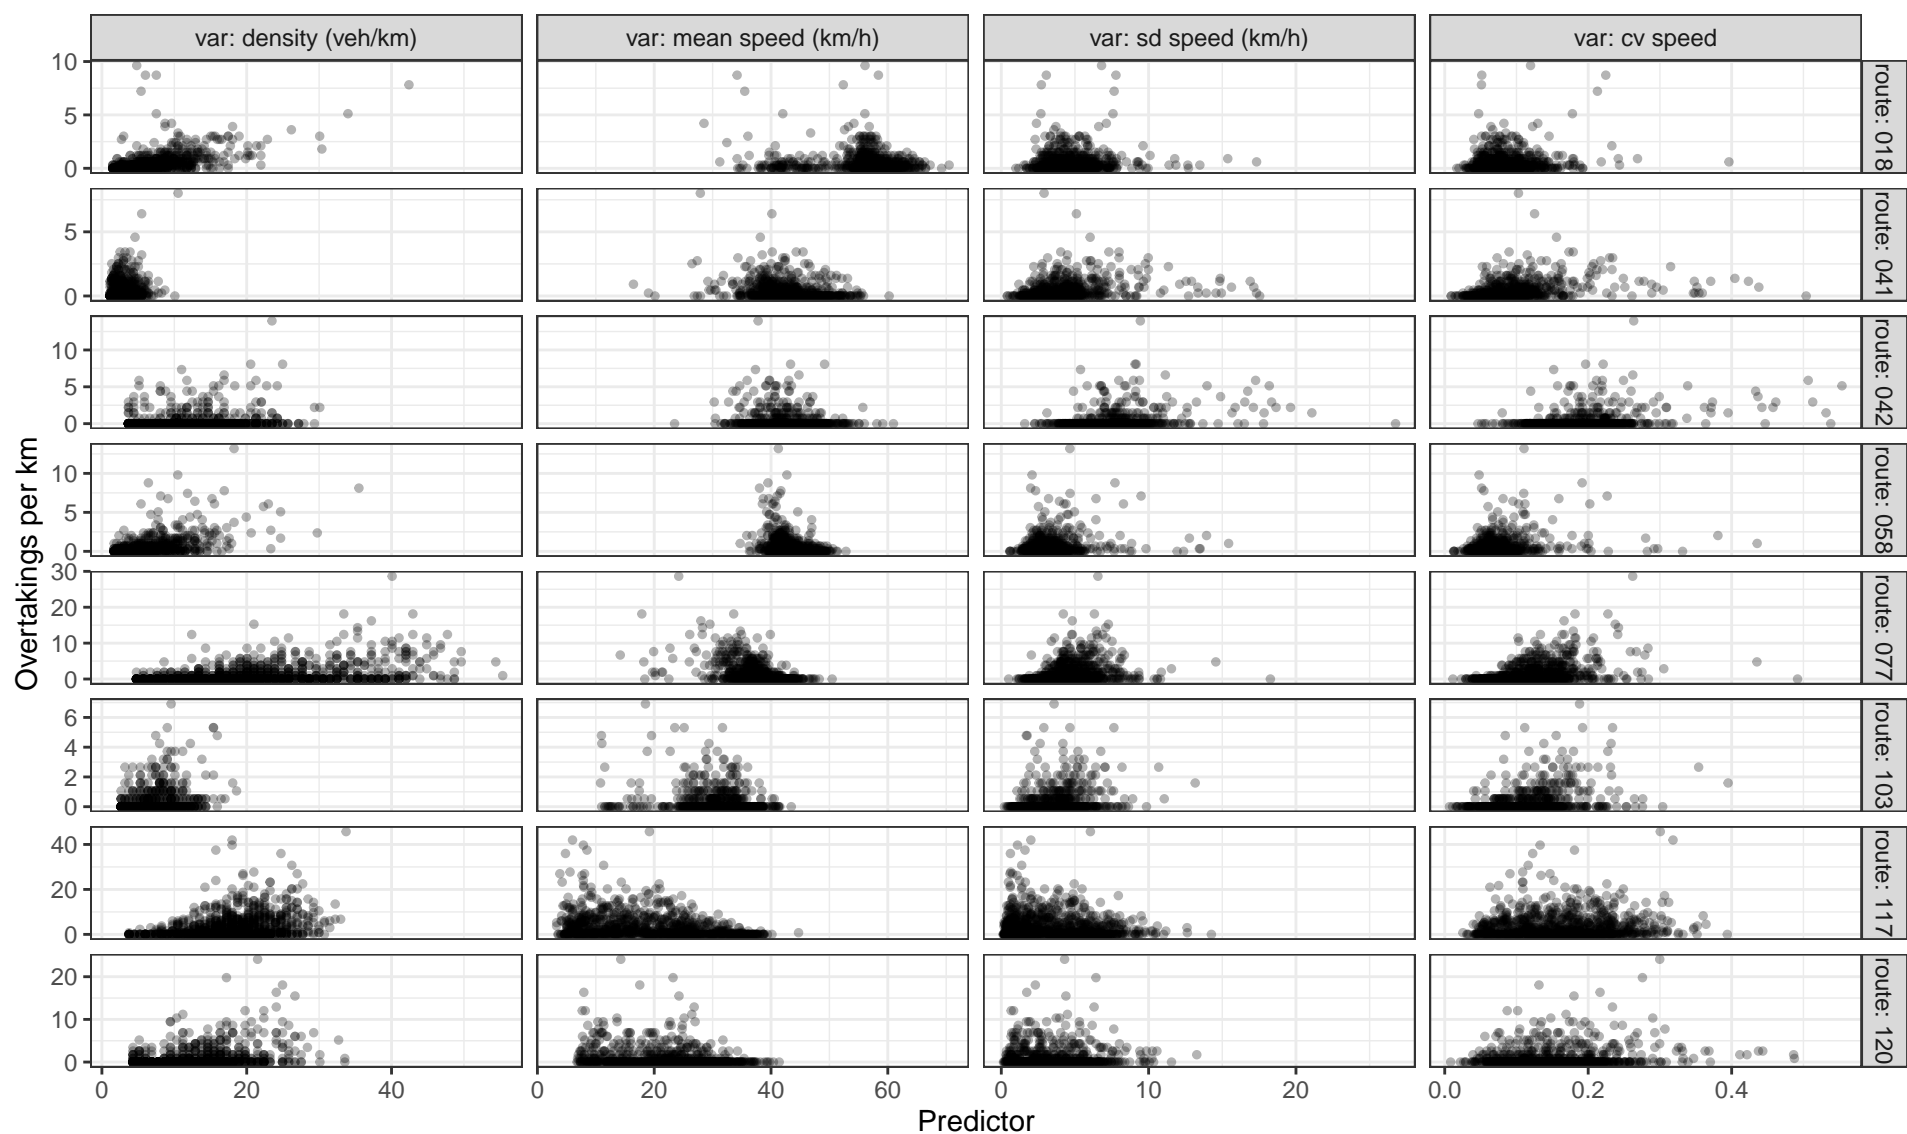 var: density (veh/km)
var: mean speed (km/h)
var: sd speed (km/h)
var: cv speed
10
5
0
route: 018
5
0
route: 041
10
5
0
route: 042
10
5
0
route: 058
30
20
10
0
route: 077
6
4
2
0
route: 103
40
20
0
route: 117
20
10
0
route: 120
Overtakings per km
0 20 40
0 20 40 60
0 10 20
0.0 0.2 0.4
Predictor